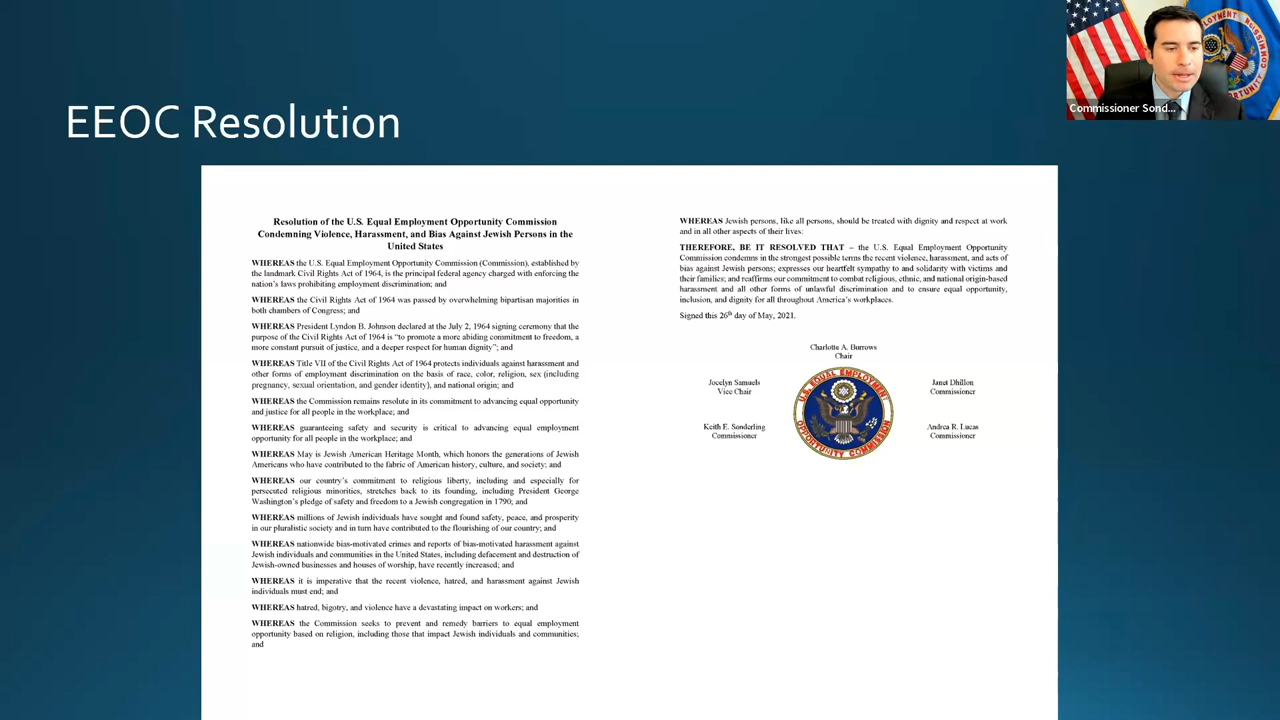 EEOC Resolution
Commissioner Sond...
Resolution of the U.S. Equal Employment Opportunity Commission
Condemning Violence, Harassment, and Bias Against Jewish Persons in the
United States
WHEREAS the U.S. Equal Employment Opportunity Commission (Commission), established by
the landmark Civil Rights Act of 1964, is the principal federal agency charged with enforcing the
nation's laws prohibiting employment discrimination; and
WHEREAS the Civil Rights Act of 1964 was passed by overwhelming bipartisan majorities in
both chambers of Congress; and
WHEREAS President Lyndon B. Johnson declared at the July 2, 1964 signing ceremony that the
purpose of the Civil Rights Act of 1964 is "to promote a more abiding commitment to freedom, a
more constant pursuit of justice, and a deeper respect for human dignity"; and
WHEREAS Title VII of the Civil Rights Act of 1964 protects individuals against harassment and
other forms of employment discrimination on the basis of race, color, religion, sex (including
pregnancy, sexual orientation, and gender identity), and national origin; and
WHEREAS the Commission remains resolute in its commitment to advancing equal opportunity
and justice for all people in the workplace; and
WHEREAS guaranteeing safety and security is critical to advancing equal employment
opportunity for all people in the workplace; and
WHEREAS May is Jewish American Heritage Month, which honors the generations of Jewish
Americans who have contributed to the fabric of American history, culture, and society; and
WHEREAS our country's commitment to religious liberty, including and especially for
persecuted religious minorities, stretches back to its founding, including President George
Washington's pledge of safety and freedom to a Jewish congregation in 1790; and
WHEREAS millions of Jewish individuals have sought and found safety, peace, and prosperity
in our pluralistic society and in turn have contributed to the flourishing of our country; and
WHEREAS nationwide bias-motivated crimes and reports of bias-motivated harassment against
Jewish individuals and communities in the United States, including defacement and destruction of
Jewish-owned businesses and houses of worship, have recently increased; and
WHEREAS it is imperative that the recent violence, hatred, and harassment against Jewish
individuals must end; and
WHEREAS hatred, bigotry, and violence have a devastating impact on workers; and
WHEREAS the Commission seeks to prevent and remedy barriers to equal employment
opportunity based on religion, including those that impact Jewish individuals and communities;
and
WHEREAS Jewish persons, like all persons, should be treated with dignity and respect at work
and in all other aspects of their lives:
THEREFORE, BE IT RESOLVED THAT – the U.S. Equal Employment Opportunity
Commission condemns in the strongest possible terms the recent violence, harassment, and acts of
bias against Jewish persons; expresses our heartfelt sympathy to and solidarity with victims and
their families; and reaffirms our commitment to combat religious, ethnic, and national origin-based
harassment and all other forms of unlawful discrimination and to ensure equal opportunity,
inclusion, and dignity for all throughout America's workplaces.
Signed this 26th day of May, 2021.
Charlotte A. Burrows
Chair
Jocelyn Samuels
Vice Chair
Janet Dhillon
Commissioner
Keith E. Sonderling
Commissioner
Andrea R. Lucas
Commissioner
U.S. EQUAL EMPLOYMENT
OPPORTUNITY COMMISSION